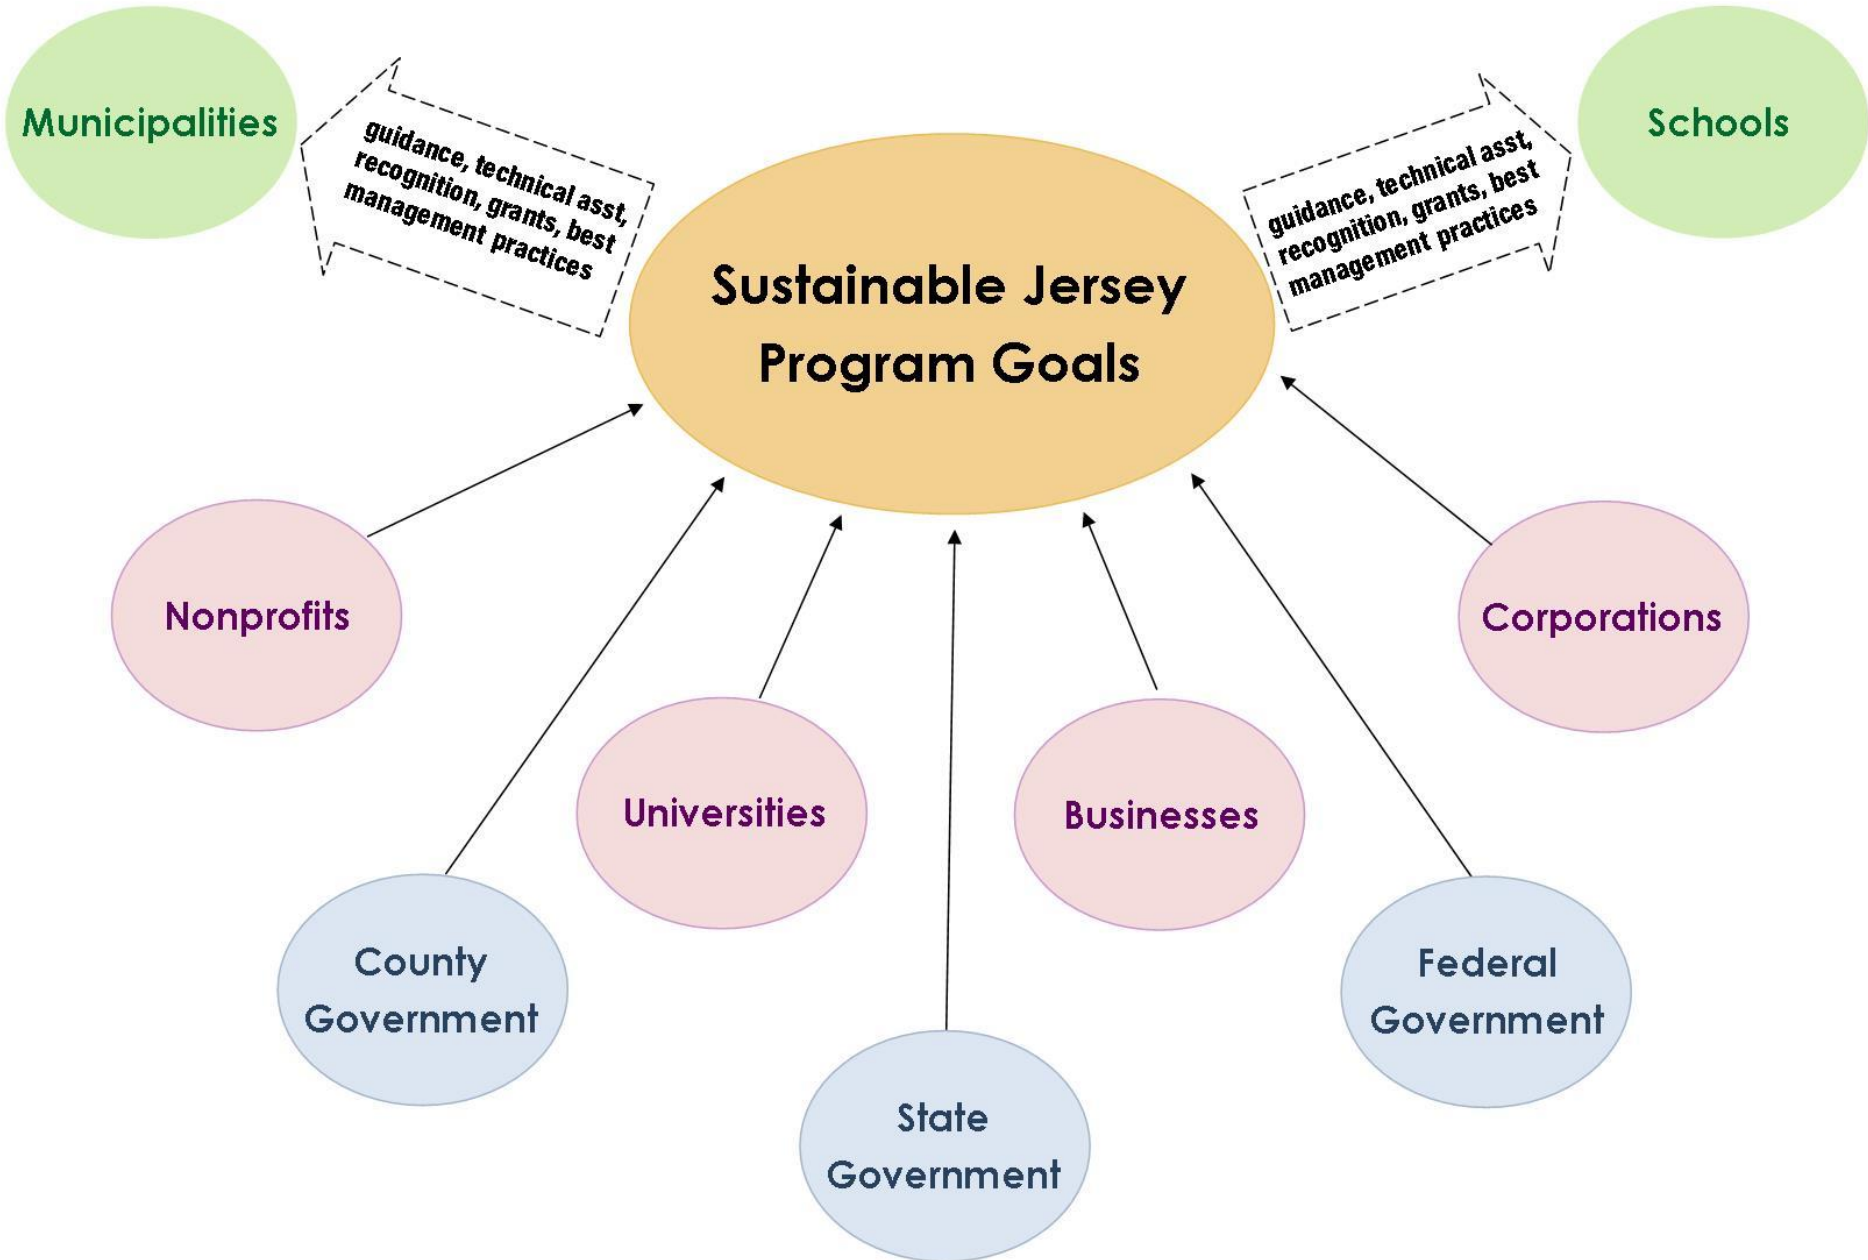 Municipalities
guidance, technical asst,
recognition, grants, best
management practices
Sustainable Jersey
Program Goals
guidance, technical asst,
recognition, grants, best
management practices
Schools
Nonprofits
Corporations
Universities
Businesses
County
Government
Federal
Government
State
Government